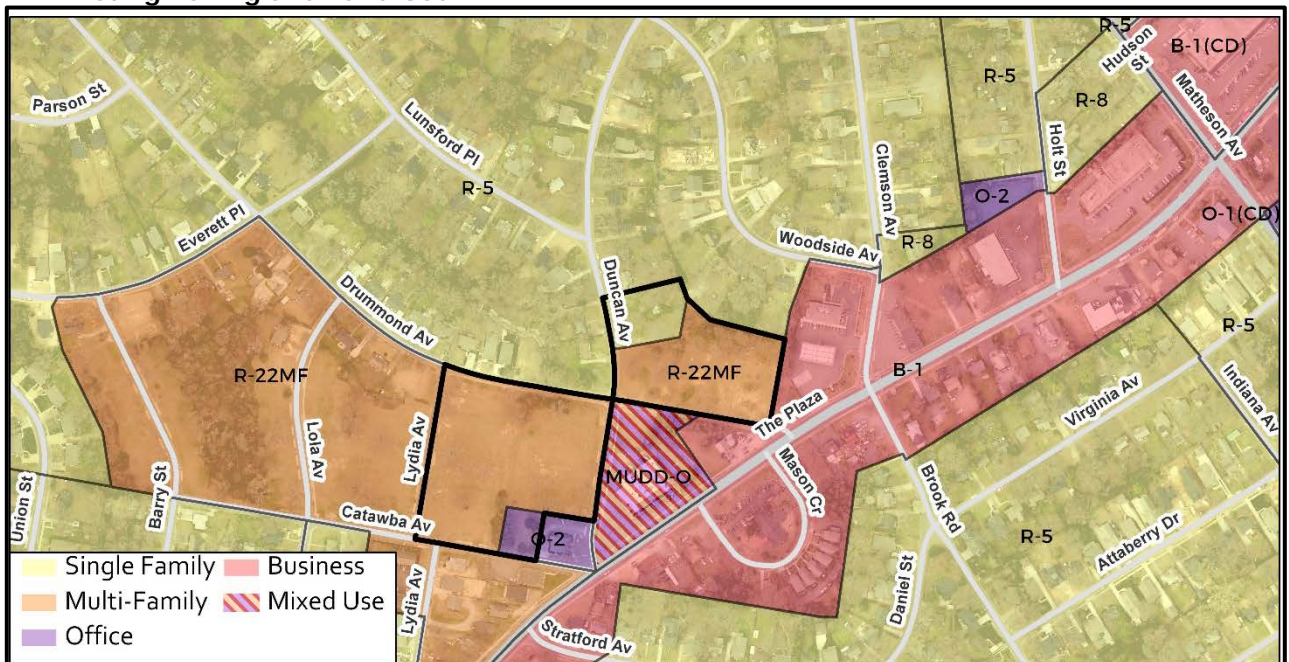 R-5
Hudson St
B-1(CD)
Parson St
R-5
R-8
Matheson Av
Lunsford Pl
Holt St
Clemson Av
R-5
O-2
O-1(CD)
Everett Pl
Woodside Av
R-8
Duncan Av
Drummond Av
R-5
R-22MF
R-22MF
B-1
Indiana Av
Virginia Av
The Plaza
Lola Av
Lydia Av
MUDD-O
Mason Cr
Brook Rd
Union St
Barry St
Catawba Av
O-2
R-5
Attaberry Dr
Daniel St
Lydia Av
Stratford Av
Single Family
Business
Multi-Family
Mixed Use
Office